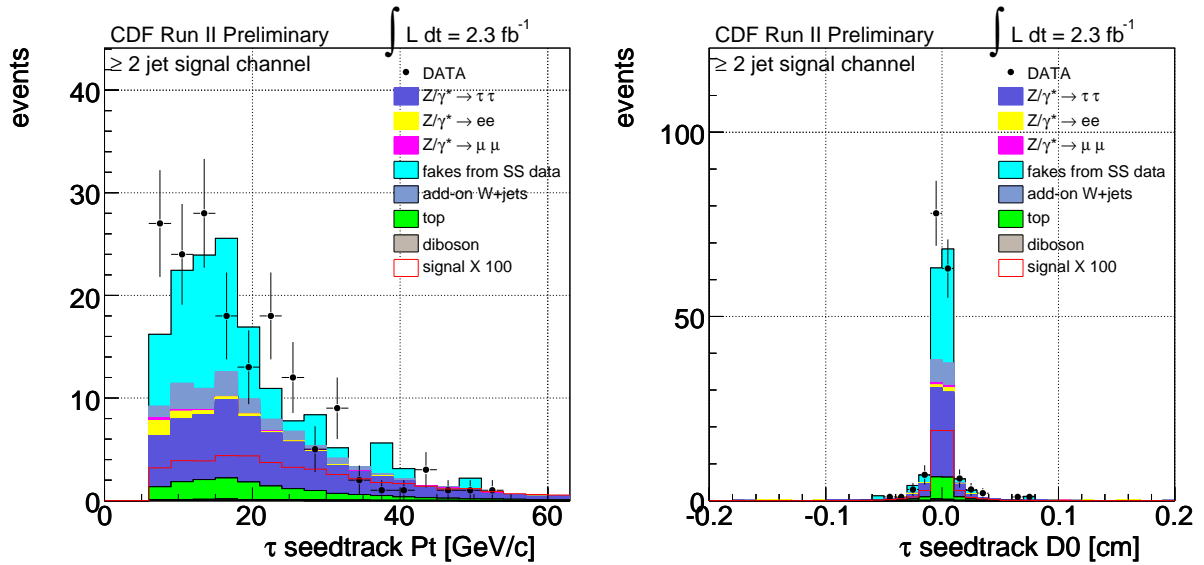 CDF Run II Preliminary
∫ L dt = 2.3 fb⁻¹
≥ 2 jet signal channel
events
40
30
20
10
0
DATA
Z/γ* → τ τ
Z/γ* → ee
Z/γ* → μ μ
fakes from SS data
add-on W+jets
top
diboson
signal X 100
0 20 40 60
τ seedtrack Pt [GeV/c]
CDF Run II Preliminary
∫ L dt = 2.3 fb⁻¹
≥ 2 jet signal channel
events
100
50
0
DATA
Z/γ* → τ τ
Z/γ* → ee
Z/γ* → μ μ
fakes from SS data
add-on W+jets
top
diboson
signal X 100
-0.2 -0.1 0.0 0.1 0.2
τ seedtrack D0 [cm]